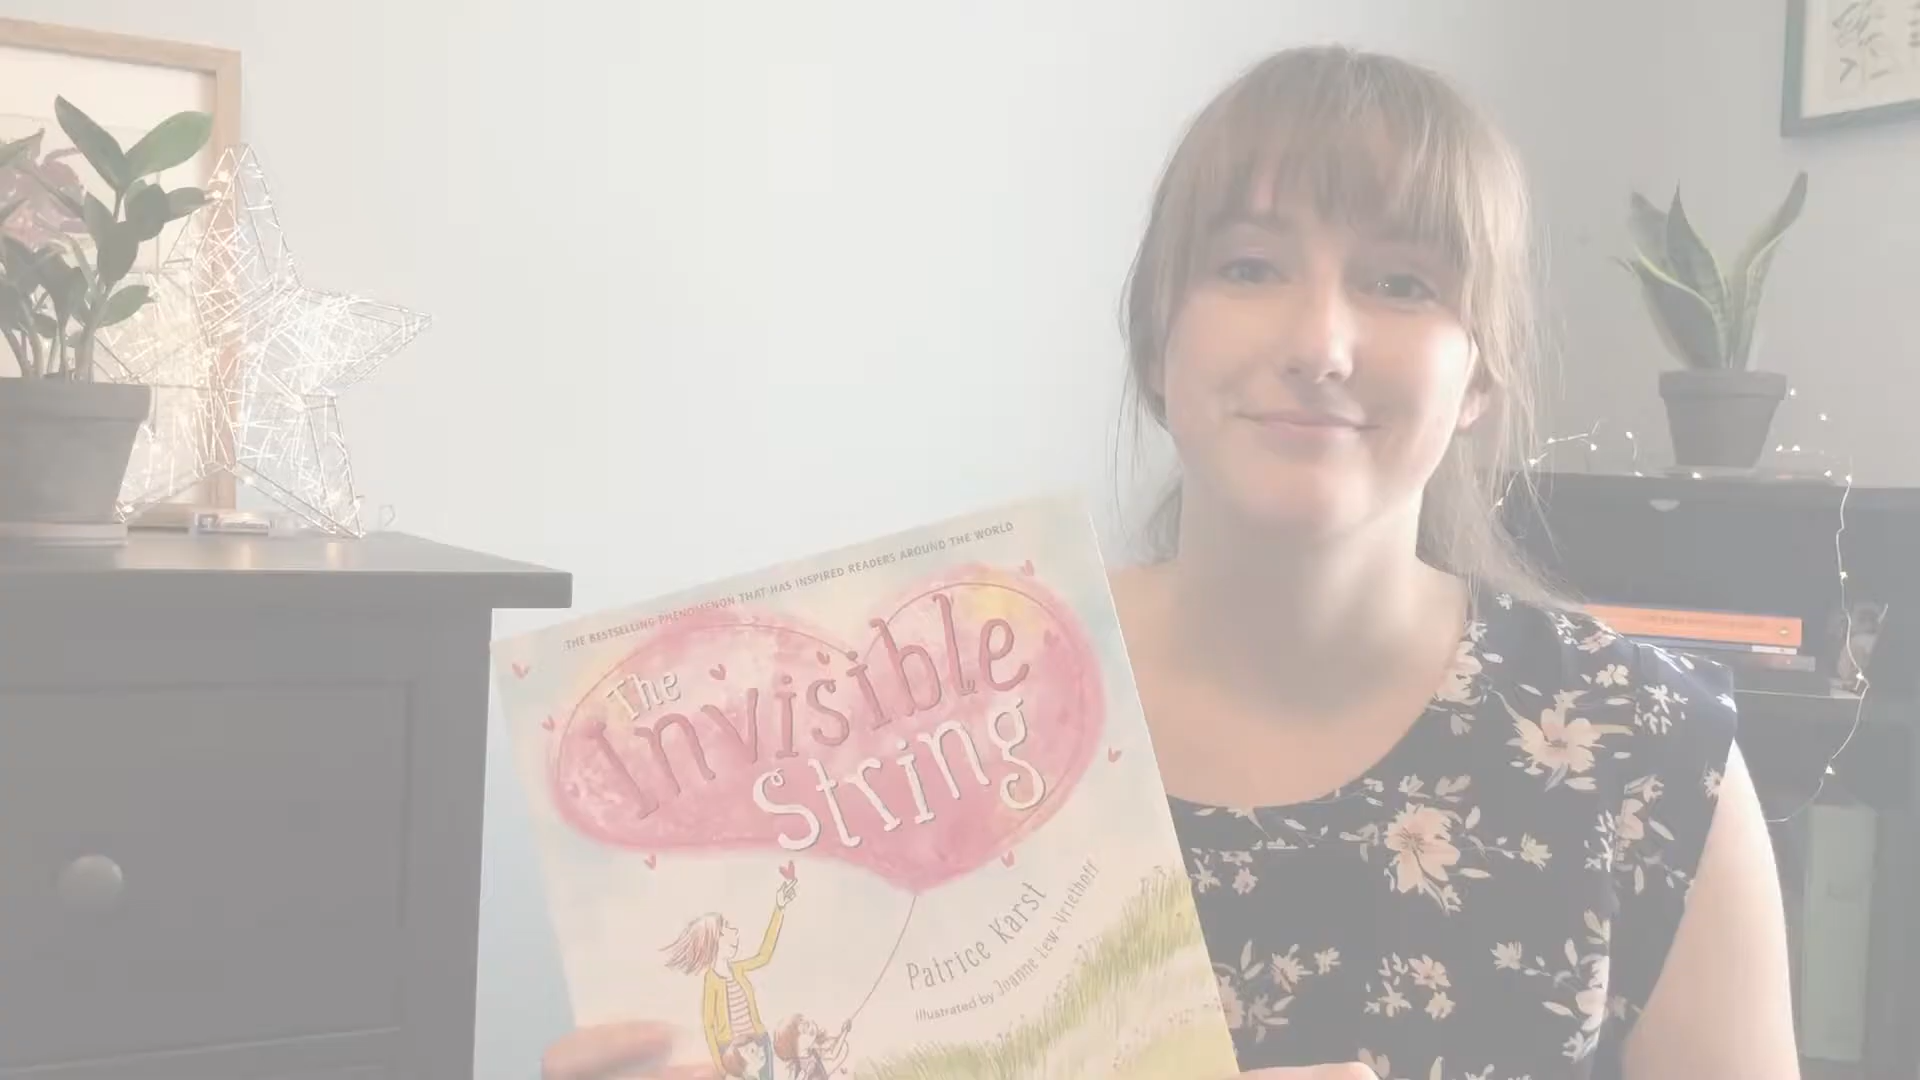 THE BESTSELLING PHENOMENON THAT HAS INSPIRED READERS AROUND THE WORLD
The
Invisible
String
Patrice Karst
illustrated by Joanne Lew-Vriethoff